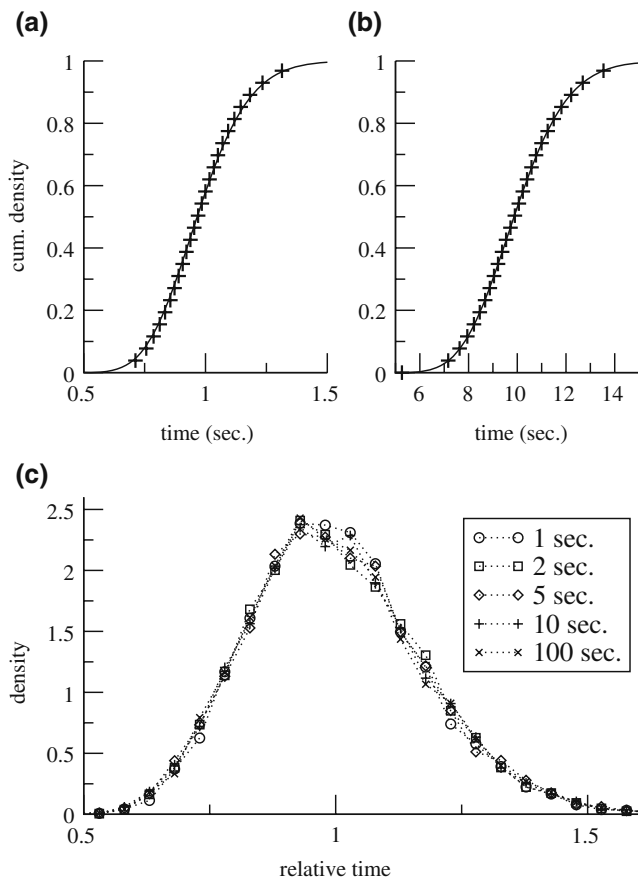 (a)
(b)
1
0.8
0.6
0.4
0.2
0
cum. density
0.5
1
1.5
time (sec.)
1
0.8
0.6
0.4
0.2
0
6
8
10
12
14
time (sec.)
(c)
2.5
2
1.5
1
0.5
0
density
1 sec.
2 sec.
5 sec.
10 sec.
100 sec.
0.5
1
1.5
relative time